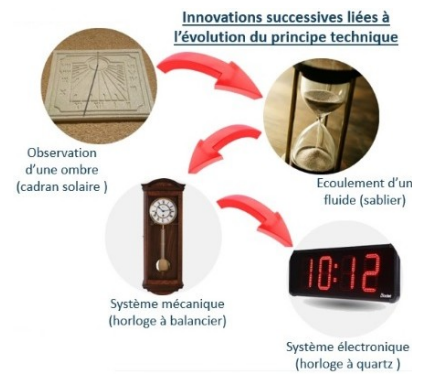 Innovations successives liées à
l'évolution du principe technique
Observation
d'une ombre
(cadran solaire )
Ecoulement d'un
fluide (sablier)
Système mécanique
(horloge à balancier)
10:12
Système électronique
(horloge à quartz )